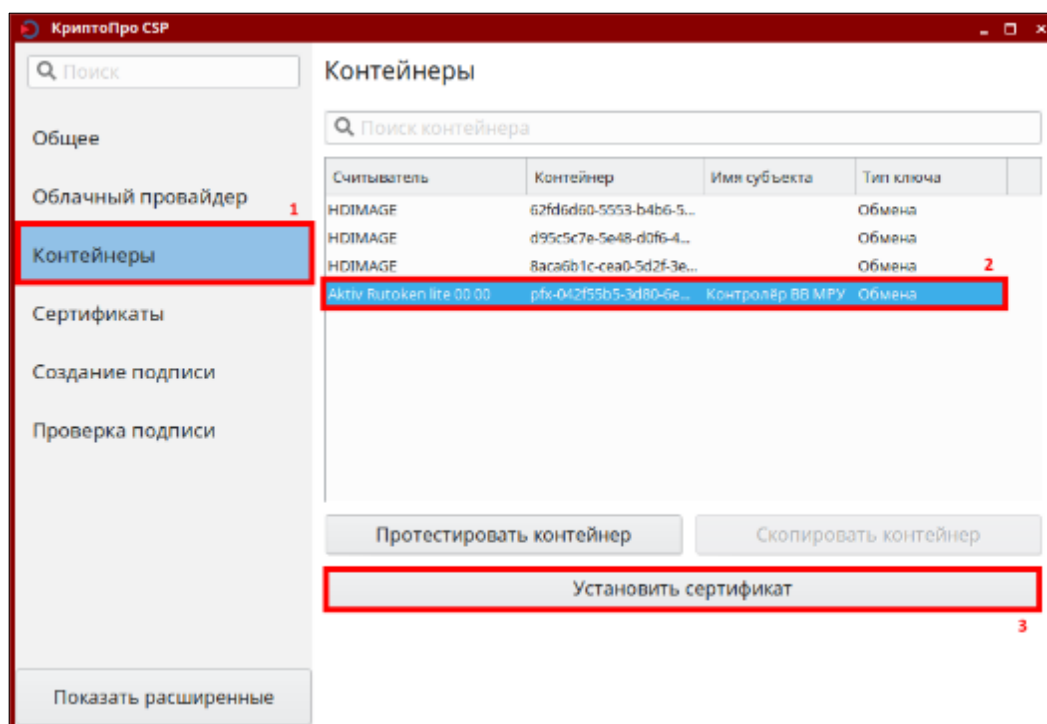 КриптоПро CSP
Поиск
Общее
Облачный провайдер
1
Контейнеры
Сертификаты
Создание подписи
Проверка подписи
Показать расширенные
Контейнеры
Поиск контейнера
Считыватель Контейнер Имя субъекта Тип ключа
HDIMAGE 62fd6d60-5553-b4b6-5... Обмена
HDIMAGE d95c5c7e-5e48-d0f6-4... Обмена
HDIMAGE 8aca6b1c-cea0-5d2f-3e... Обмена
2
Aktiv Rutoken lite 00 00 pfx-042f55b5-3d80-6e... Контролёр ВВ МРУ Обмена
Протестировать контейнер Скопировать контейнер
Установить сертификат
3